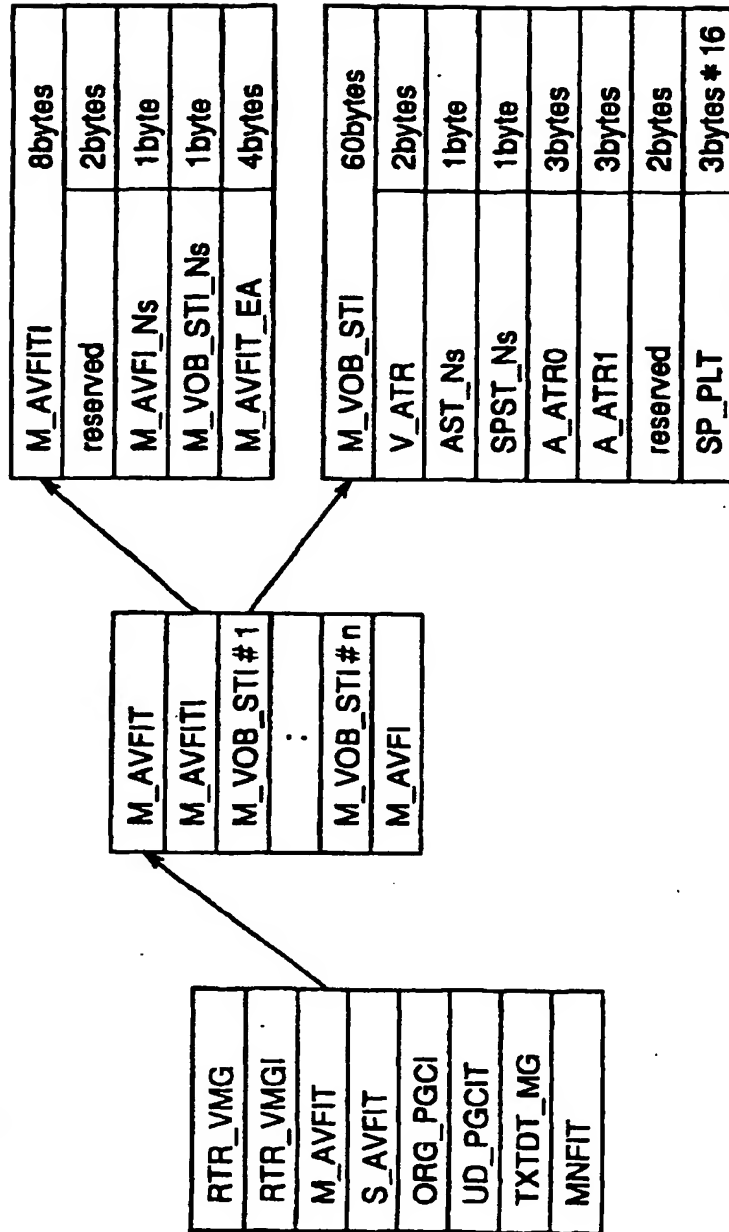 RTR_VMG
RTR_VMGI
M_AVFIT
S_AVFIT
ORG_PGCI
UD_PGCIT
TXTDT_MG
MNFIT
M_AVFIT
M_AVFITI
M_VOB_STI#1
:
M_VOB_STI#n
M_AVFI
M_AVFITI 8bytes
reserved 2bytes
M_AVFI_Ns 1byte
M_VOB_STI_Ns 1byte
M_AVFIT_EA 4bytes
M_VOB_STI 60bytes
V_ATR 2bytes
AST_Ns 1byte
SPST_Ns 1byte
A_ATR0 3bytes
A_ATR1 3bytes
reserved 2bytes
SP_PLT 3bytes * 16